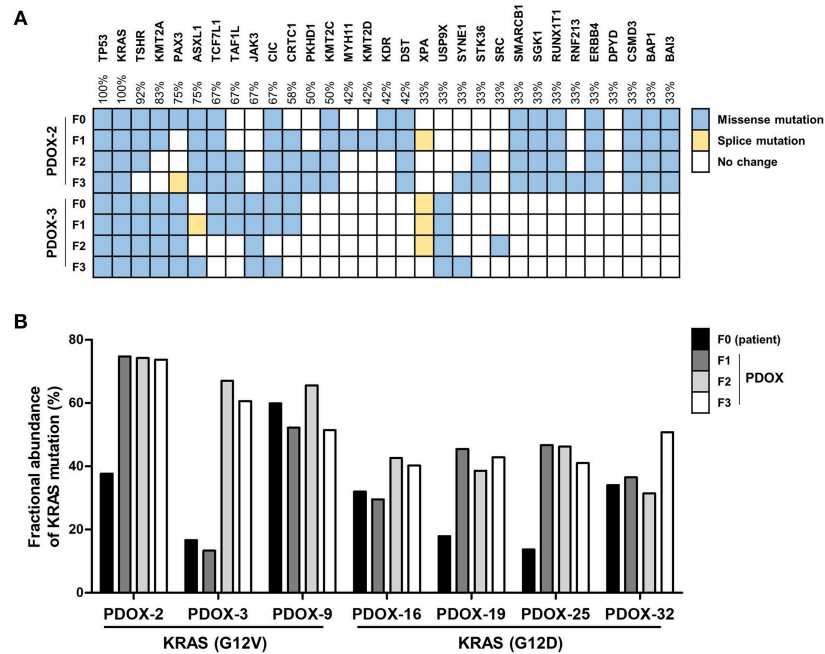 A
TP53 KRAS TSHR KMT2A PAX3 ASXL1 TCF7L1 TAF1L JAK3 CIC CRTC1 PKHD1 KMT2C MYH11 KMT2D KDR DST XPA USP9X SYNE1 STK36 SRC SMARCB1 SGK1 RUNX1T1 RNF213 ERBB4 DPYD CSMD3 BAP1 BAI3
100% 100% 92% 83% 75% 75% 67% 67% 67% 67% 58% 50% 50% 42% 42% 42% 42% 33% 33% 33% 33% 33% 33% 33% 33% 33% 33% 33% 33% 33% 33%
PDOX-2
F0
F1
F2
F3
PDOX-3
F0
F1
F2
F3
Missense mutation
Splice mutation
No change
B
Fractional abundance
of KRAS mutation (%)
80
60
40
20
0
PDOX-2 PDOX-3 PDOX-9 PDOX-16 PDOX-19 PDOX-25 PDOX-32
KRAS (G12V) KRAS (G12D)
F0 (patient)
F1
F2
F3
PDOX